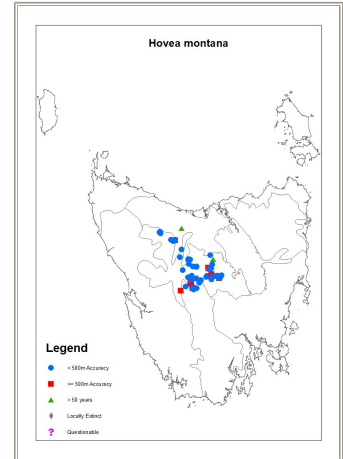 Hovea montana
Legend
< 500m Accuracy
>= 500m Accuracy
> 50 years
Locally Extinct
? Questionable